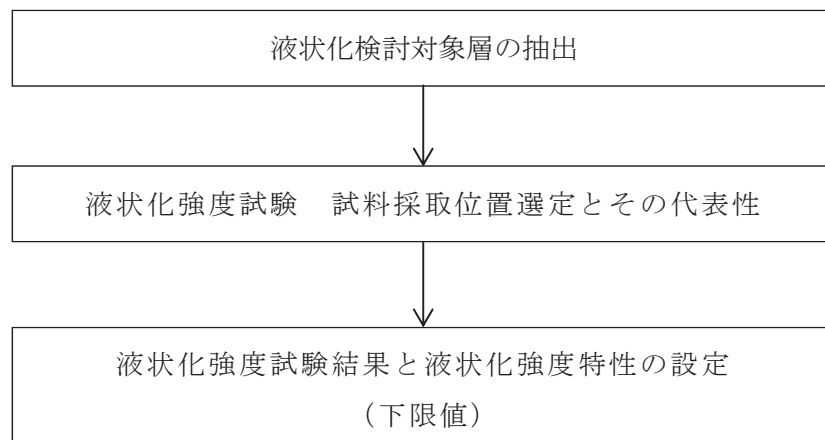 液状化検討対象層の抽出
液状化強度試験　試料採取位置選定とその代表性
液状化強度試験結果と液状化強度特性の設定
（下限値）